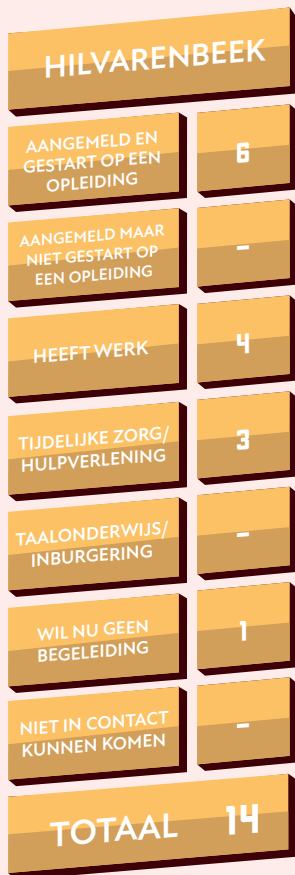 HILVARENBEEK
AANGEMELD EN
GESTART OP EEN
OPLEIDING
6
AANGEMELD MAAR
NIET GESTART OP
EEN OPLEIDING
–
HEEFT WERK
4
TIJDELIJKE ZORG/
HULPVERLENING
3
TAALONDERWIJS/
INBURGERING
–
WIL NU GEEN
BEGELEIDING
1
NIET IN CONTACT
KUNNEN KOMEN
–
TOTAAL 14